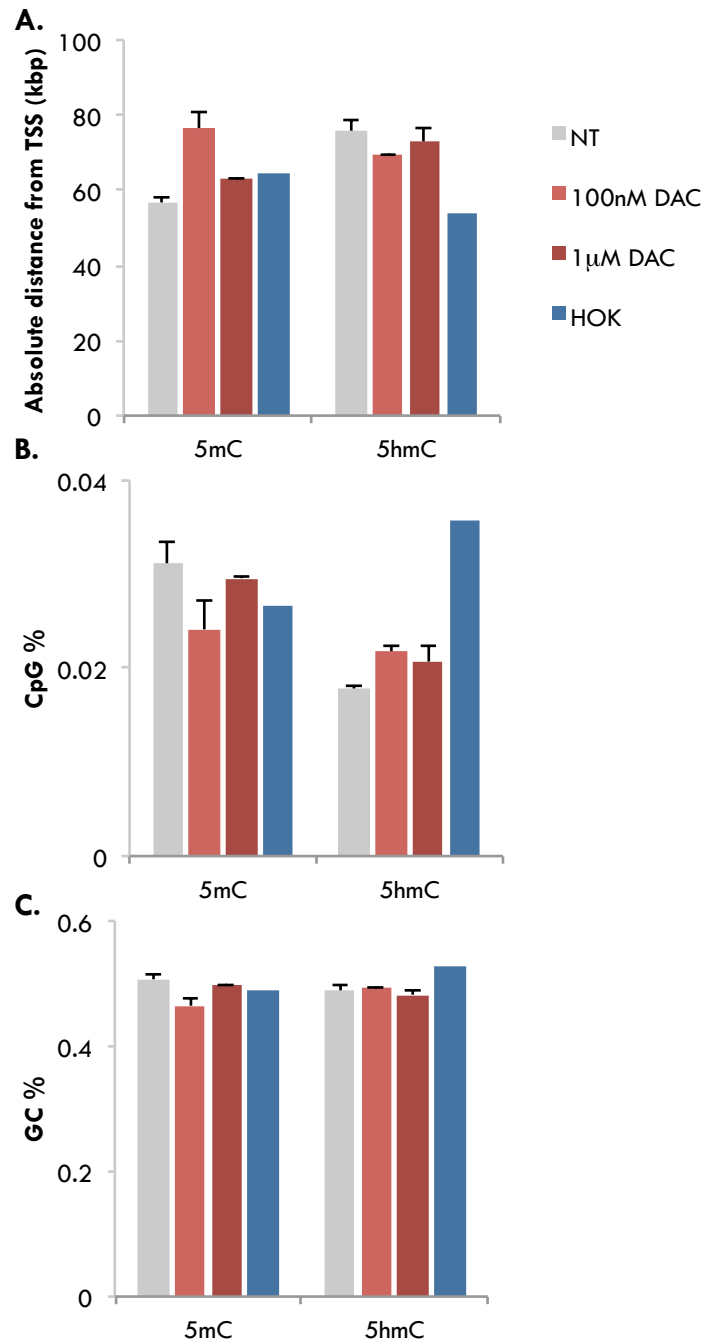 A.
Absolute distance from TSS (kbp)
100
80
60
40
20
0
5mC 5hmC
NT
100nM DAC
1μM DAC
HOK
B.
CpG %
0.04
0.02
0
5mC 5hmC
C.
GC %
0.6
0.4
0.2
0
5mC 5hmC